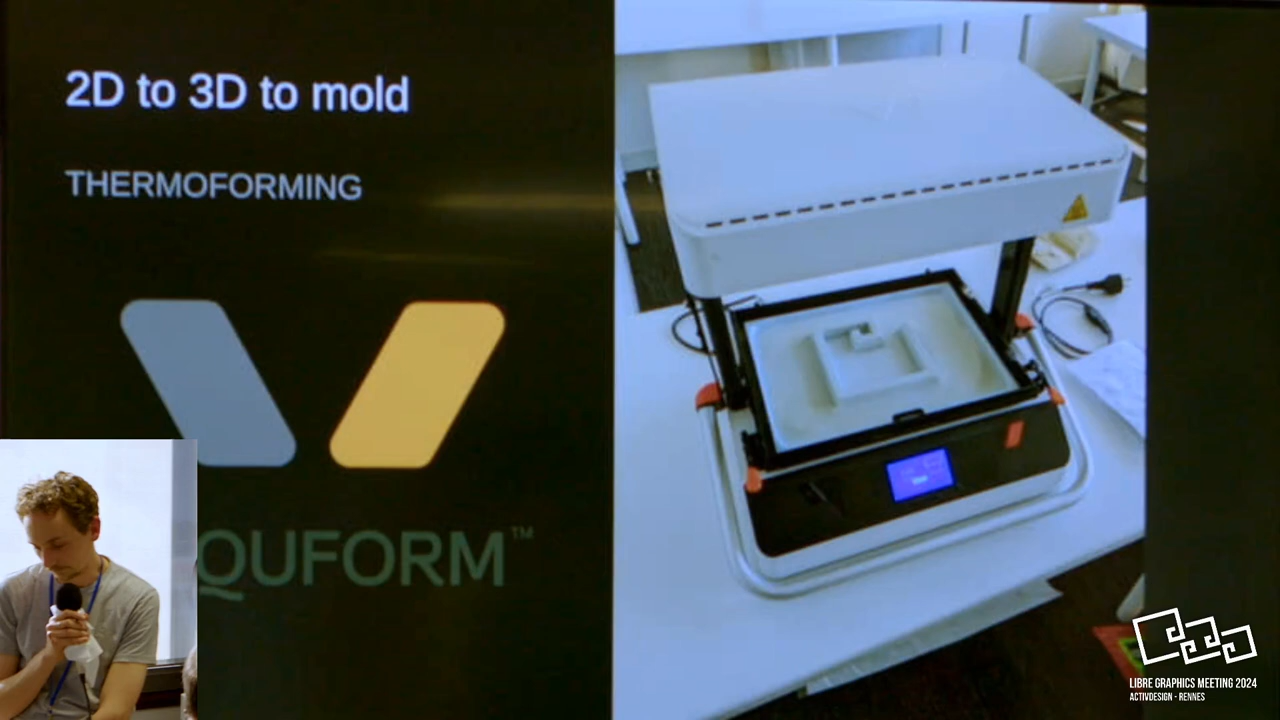 2D to 3D to mold
THERMOFORMING
QUFORM™
LIBRE GRAPHICS MEETING 2024
ACTIVDESIGN - RENNES